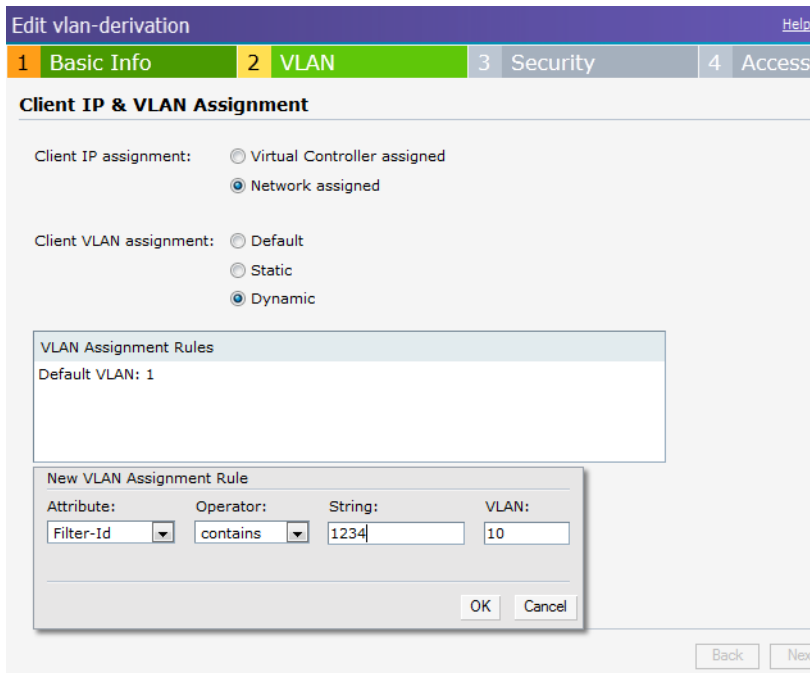 Edit vlan-derivation Help
1 Basic Info 2 VLAN 3 Security 4 Access
Client IP & VLAN Assignment
Client IP assignment: Virtual Controller assigned
Network assigned
Client VLAN assignment: Default
Static
Dynamic
VLAN Assignment Rules
Default VLAN: 1
New VLAN Assignment Rule
Attribute: Operator: String: VLAN:
Filter-Id contains 1234 10
OK Cancel
Back Nex